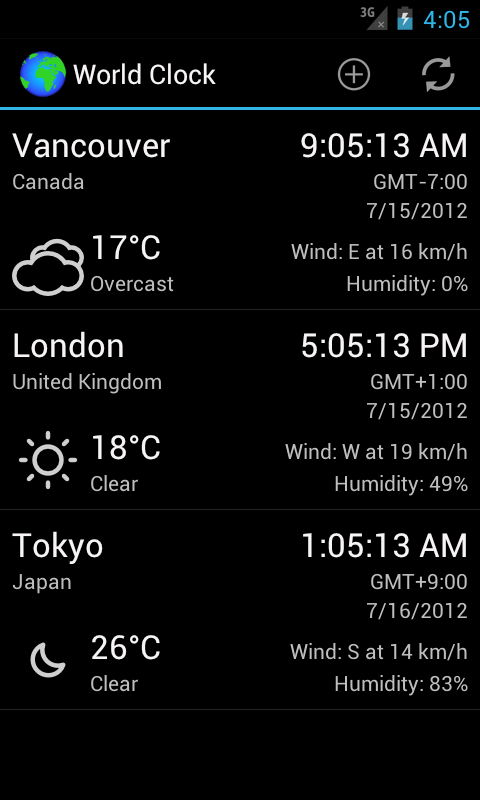 3G 4:05
World Clock
Vancouver 9:05:13 AM
Canada GMT-7:00
7/15/2012
17°C Wind: E at 16 km/h
Overcast Humidity: 0%
London 5:05:13 PM
United Kingdom GMT+1:00
7/15/2012
18°C Wind: W at 19 km/h
Clear Humidity: 49%
Tokyo 1:05:13 AM
Japan GMT+9:00
7/16/2012
26°C Wind: S at 14 km/h
Clear Humidity: 83%